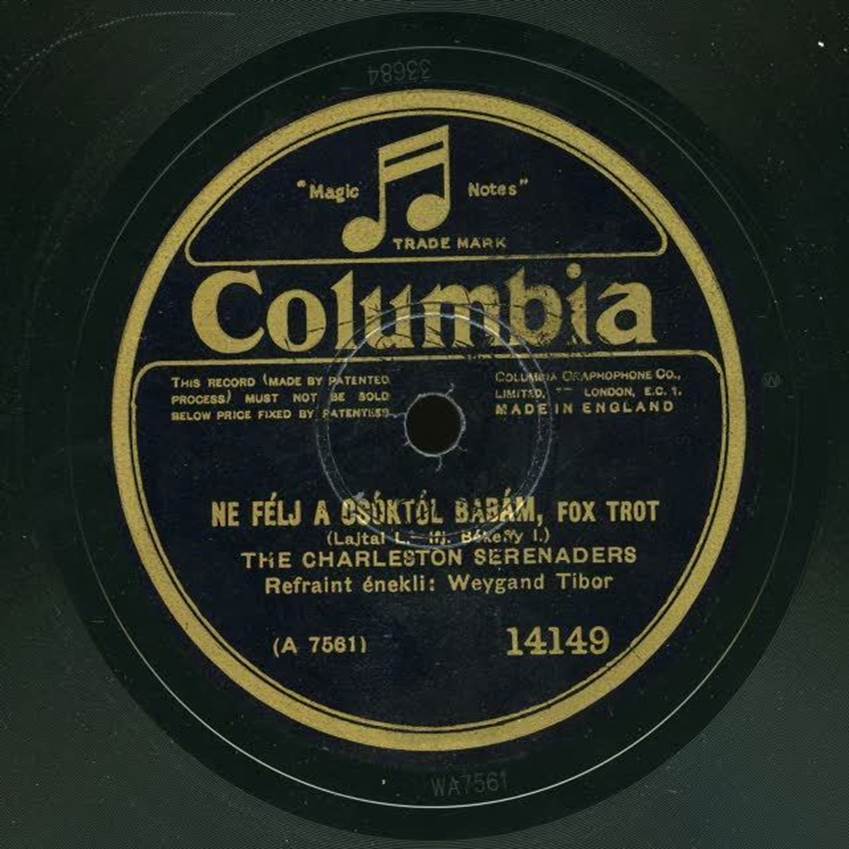 33684
"Magic Notes"
TRADE MARK
Columbia
THIS RECORD (MADE BY PATENTED
PROCESS) MUST NOT BE SOLD
BELOW PRICE FIXED BY PATENTEES
COLUMBIA GRAPHOPHONE CO.,
LIMITED, LONDON, E.C. 1.
MADE IN ENGLAND
NE FÉLJ A CSÓKTÓL BABÁM, FOX TROT
(Lajtai L. - Békeffy I.)
THE CHARLESTON SERENADERS
Refraint énekli: Weygand Tibor
(A 7561)
14149
WA7561